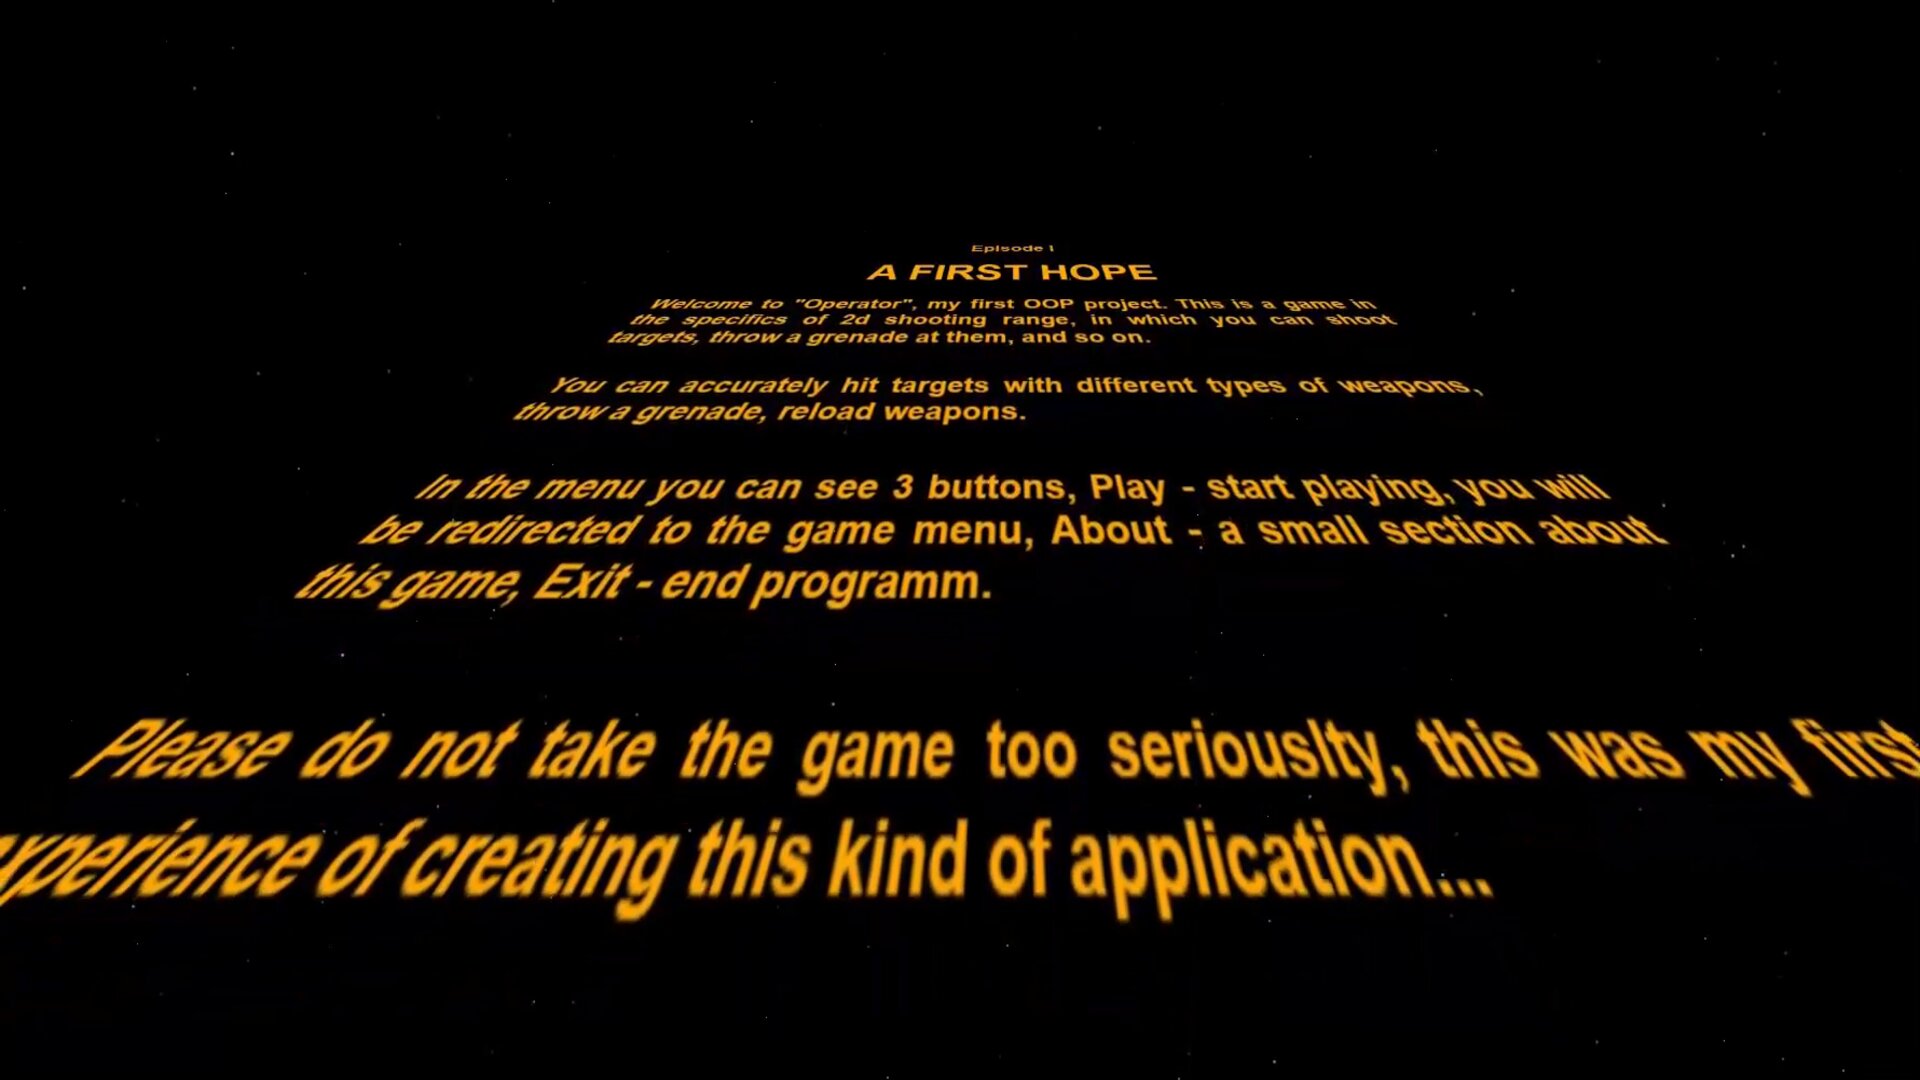 Episode I
A FIRST HOPE
Welcome to "Operator", my first OOP project. This is a game in
the specifics of 2d shooting range, in which you can shoot
targets, throw a grenade at them, and so on.
You can accurately hit targets with different types of weapons,
throw a grenade, reload weapons.
In the menu you can see 3 buttons, Play - start playing, you will
be redirected to the game menu, About - a small section about
this game, Exit - end programm.
Please do not take the game too seriouslty, this was my first
experience of creating this kind of application...